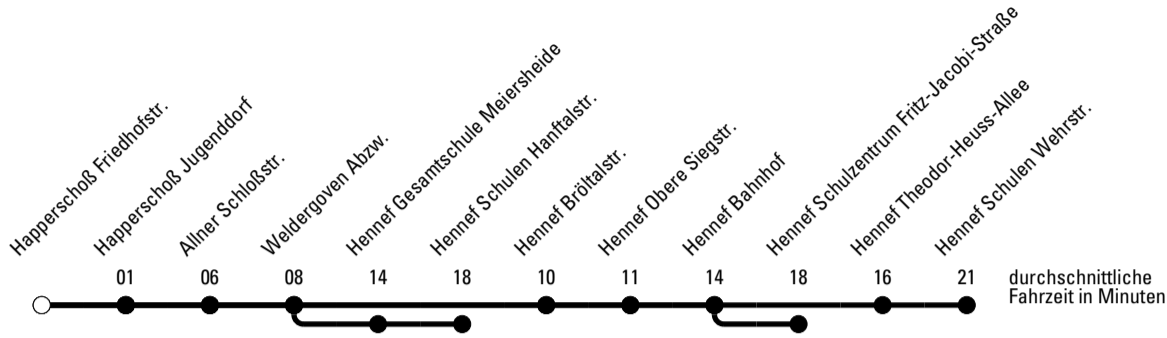 Happerschoß Friedhofstr.
Happerschoß Jugenddorf
Allner Schloßstr.
Weldergoven Abzw.
Hennef Gesamtschule Meiersheide
Hennef Schulen Hanftalstr.
Hennef Bröltalstr.
Hennef Obere Siegstr.
Hennef Bahnhof
Hennef Schulzentrum Fritz-Jacobi-Straße
Hennef Theodor-Heuss-Allee
Hennef Schulen Wehrstr.
01 06 08 14 18 10 11 14 18 16 21
durchschnittliche
Fahrzeit in Minuten